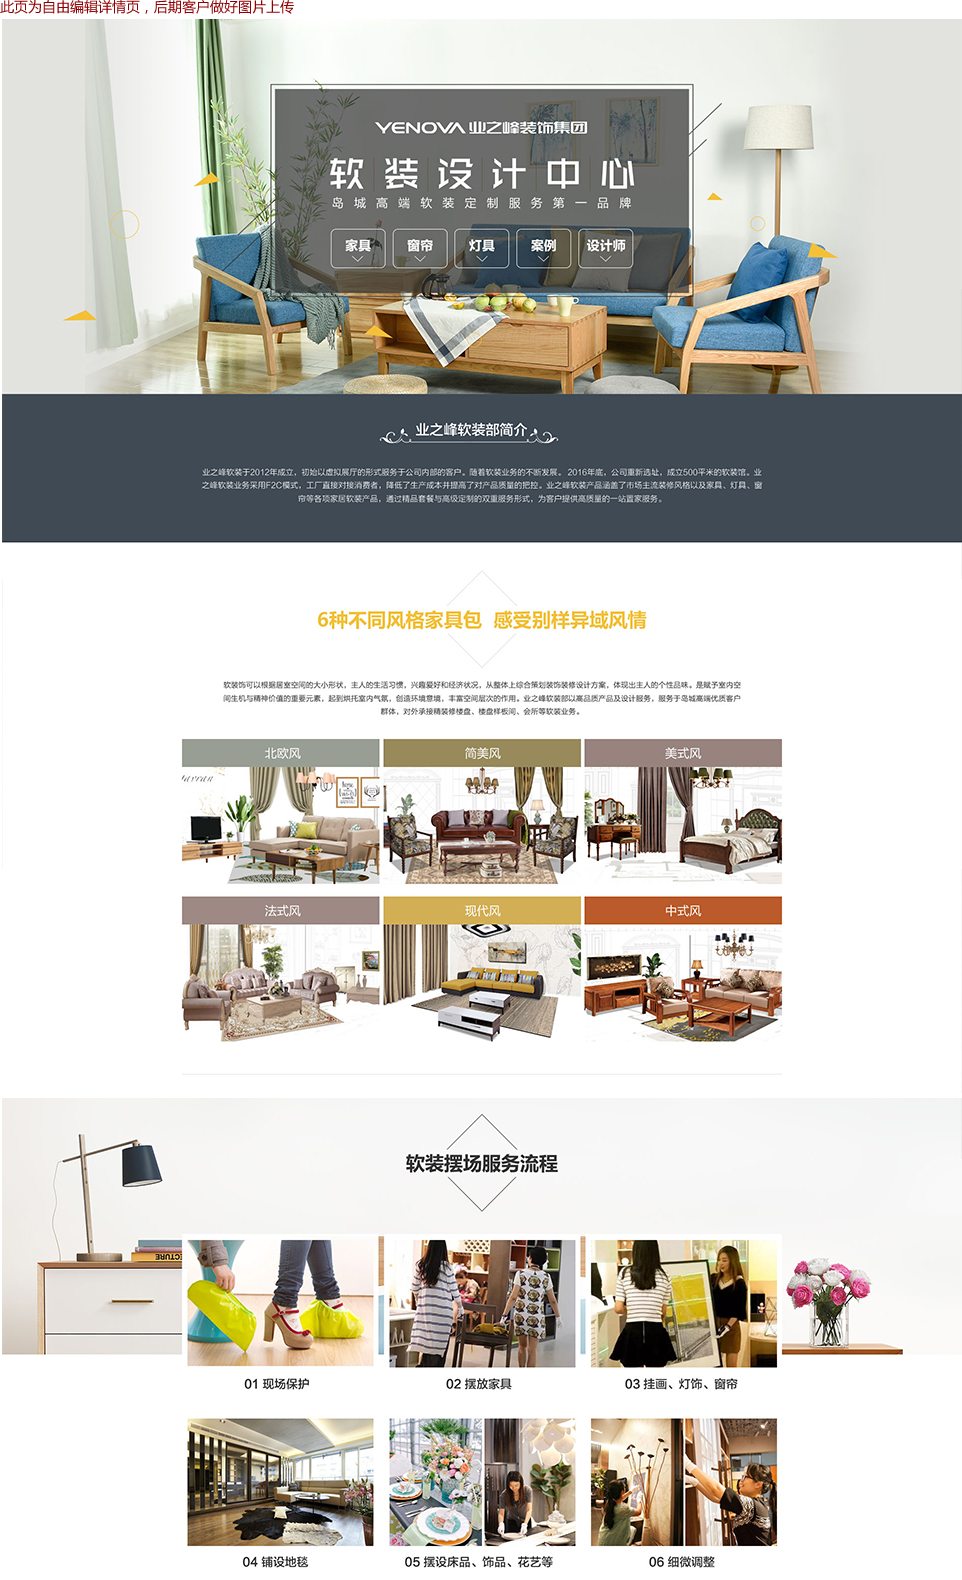 此页为自由编辑详情页，后期客户做好图片上传
YENOVA 业之峰装饰集团
软装设计中心
岛城高端软装定制服务第一品牌
家具 窗帘 灯具 案例 设计师
业之峰软装部简介
业之峰软装于2012年成立，初始以虚拟展厅的形式服务于公司内部的客户。随着软装业务的不断发展。 2016年底，公司重新选址，成立500平米的软装馆。业
之峰软装业务采用F2C模式，工厂直接对接消费者，降低了生产成本并提高了对产品质量的把控。业之峰软装产品涵盖了市场主流装修风格以及家具、灯具、窗
帘等各项家居软装产品，通过精品套餐与高级定制的双重服务形式，为客户提供高质量的一站置家服务。
6种不同风格家具包 感受别样异域风情
软装饰可以根据居室空间的大小形状，主人的生活习惯，兴趣爱好和经济状况，从整体上综合策划装饰装修设计方案，体现出主人的个性品味。是赋予室内空
间生机与精神价值的重要元素，起到烘托室内气氛，创造环境意境，丰富空间层次的作用。业之峰软装部以高品质产品及设计服务，服务于岛城高端优质客户
群体，对外承接精装修楼盘、楼盘样板间、会所等软装业务。
北欧风 简美风 美式风
法式风 现代风 中式风
软装摆场服务流程
01 现场保护 02 摆放家具 03 挂画、灯饰、窗帘
04 铺设地毯 05 摆设床品、饰品、花艺等 06 细微调整